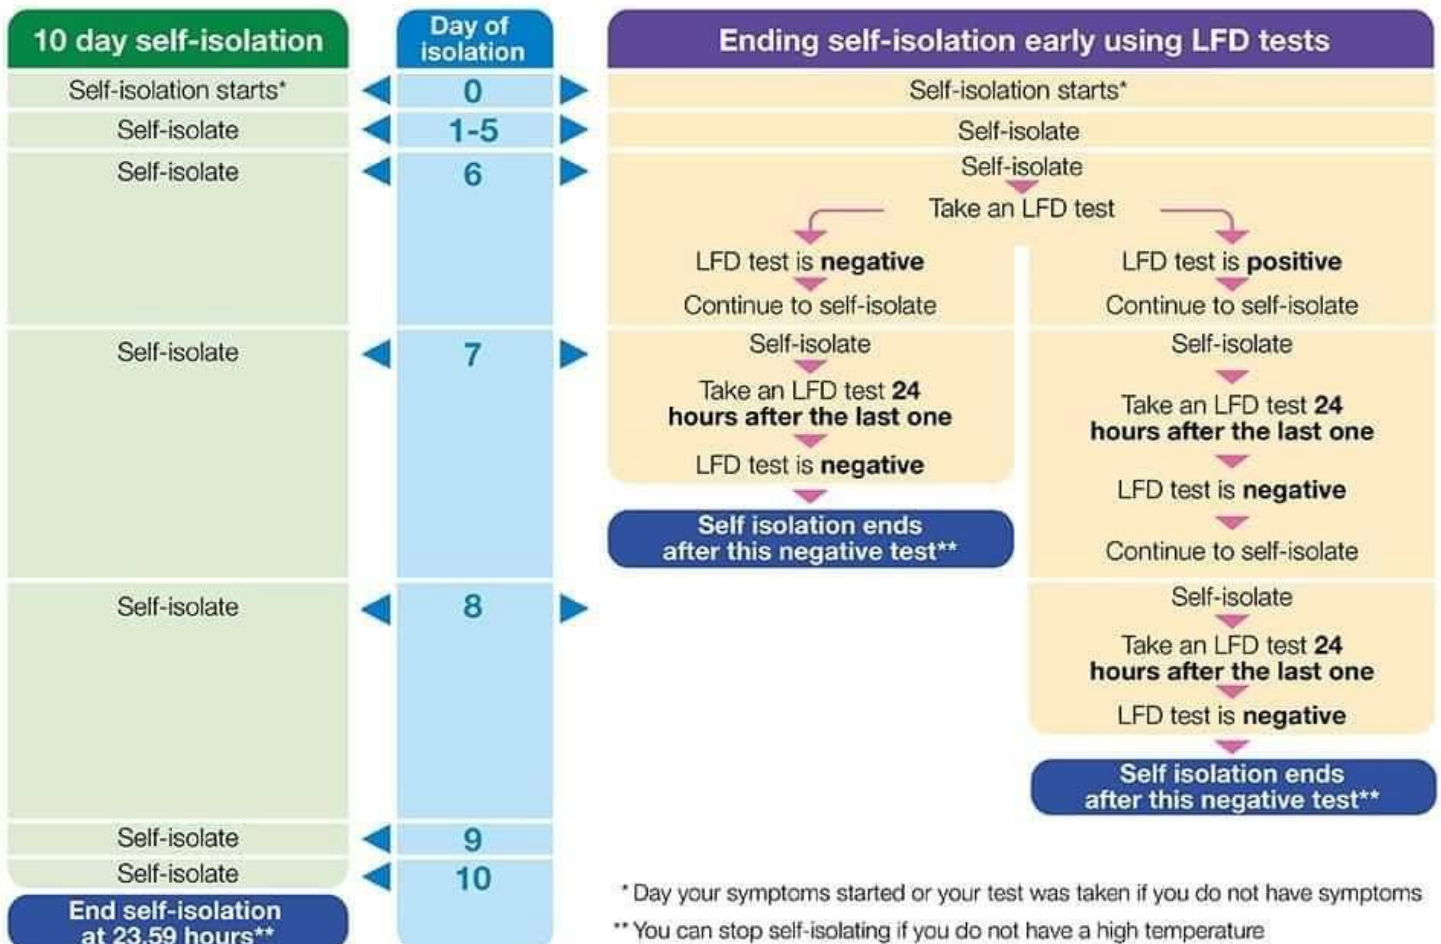 10 day self-isolation
Self-isolation starts*
Self-isolate
Self-isolate
Self-isolate
Self-isolate
Self-isolate
Self-isolate
End self-isolation
at 23.59 hours**
Day of
isolation
0
1-5
6
7
8
9
10
Ending self-isolation early using LFD tests
Self-isolation starts*
Self-isolate
Self-isolate
Take an LFD test
LFD test is negative
Continue to self-isolate
Self-isolate
Take an LFD test 24
hours after the last one
LFD test is negative
Self isolation ends
after this negative test**
LFD test is positive
Continue to self-isolate
Self-isolate
Take an LFD test 24
hours after the last one
LFD test is negative
Continue to self-isolate
Self-isolate
Take an LFD test 24
hours after the last one
LFD test is negative
Self isolation ends
after this negative test**
* Day your symptoms started or your test was taken if you do not have symptoms
** You can stop self-isolating if you do not have a high temperature